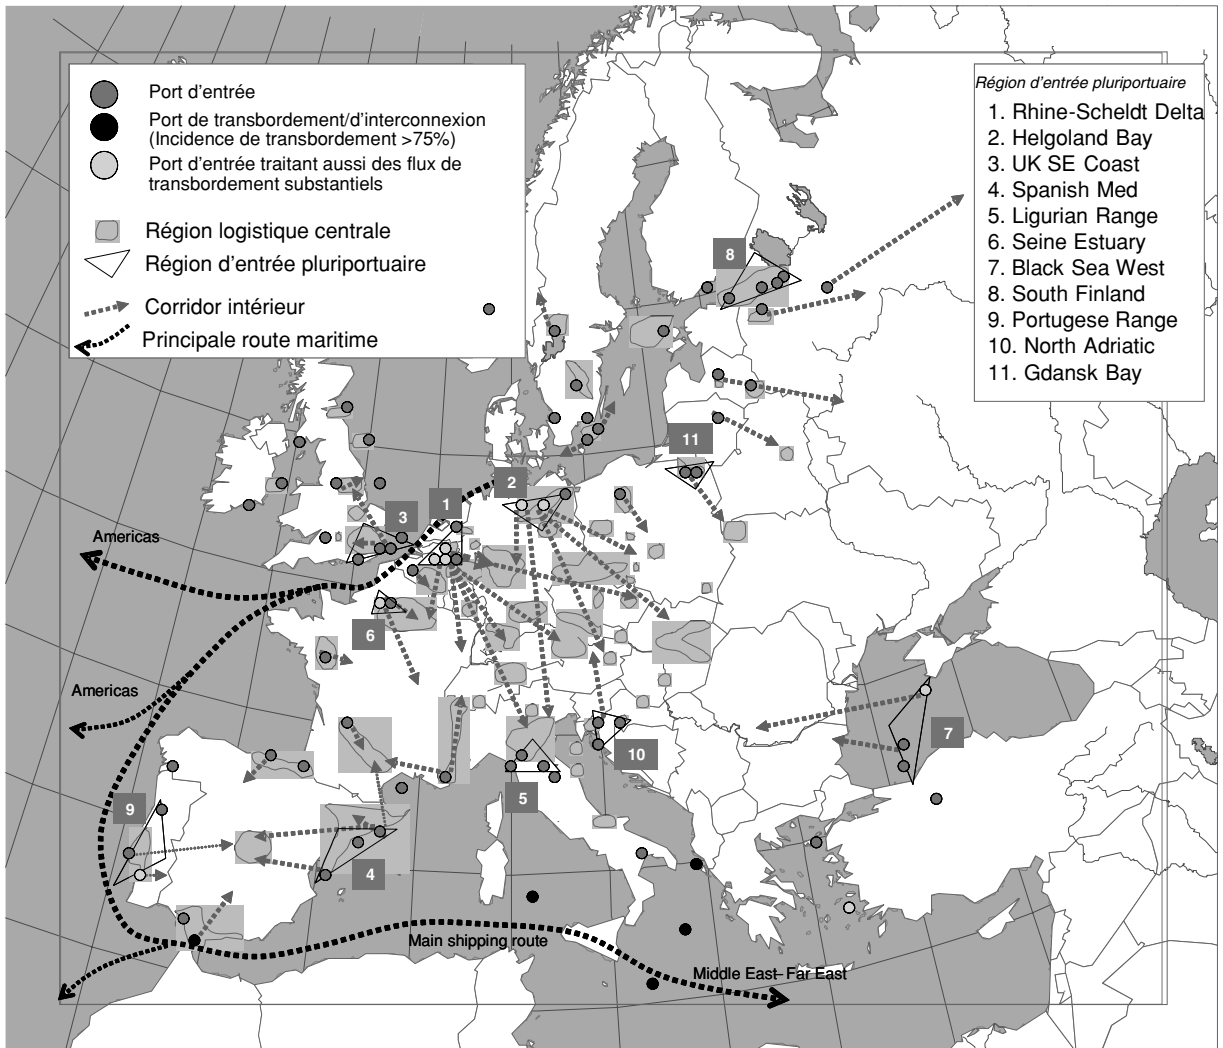 Port d'entrée
Port de transbordement/d'interconnexion
(Incidence de transbordement >75%)
Port d'entrée traitant aussi des flux de
transbordement substantiels
Région logistique centrale
Région d'entrée pluriportuaire
Corridor intérieur
Principale route maritime
Région d'entrée pluriportuaire
1. Rhine-Scheldt Delta
2. Helgoland Bay
3. UK SE Coast
4. Spanish Med
5. Ligurian Range
6. Seine Estuary
7. Black Sea West
8. South Finland
9. Portugese Range
10. North Adriatic
11. Gdansk Bay
8
11
2
1
3
Americas
6
Americas
7
10
5
9
4
Main shipping route
Middle East–Far East